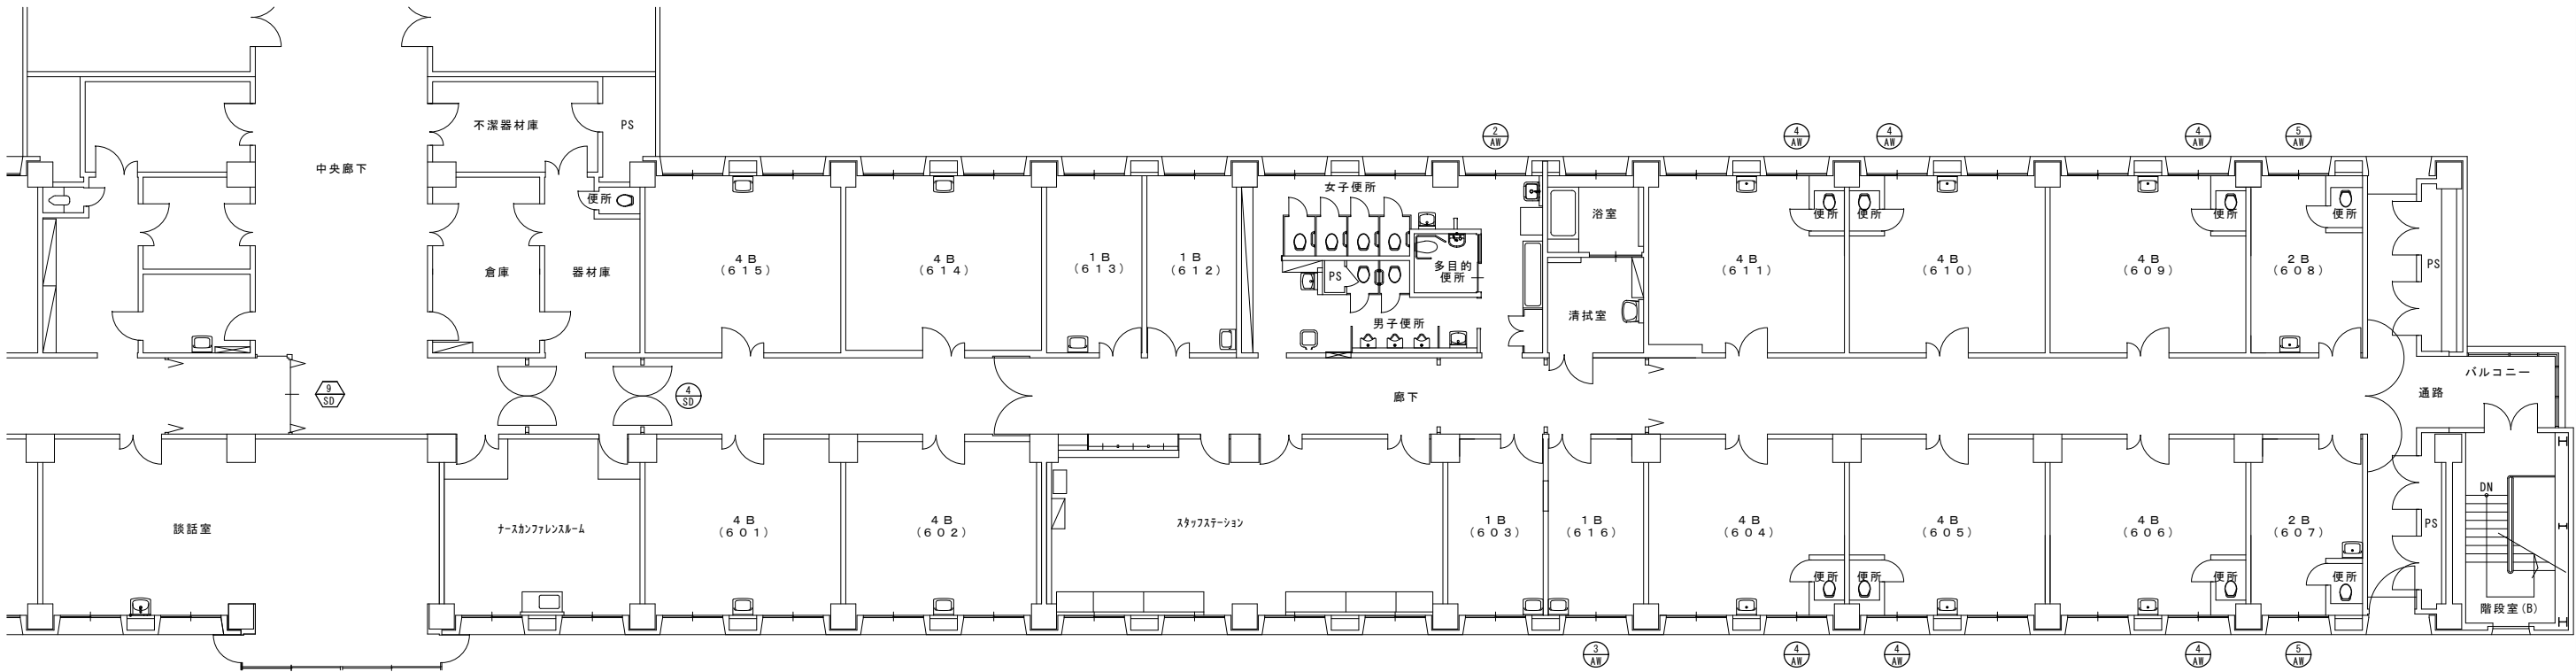 2
AW
4
AW
4
AW
4
AW
5
AW
不潔器材庫
PS
中央廊下
便所
女子便所
浴室
便所
便所
便所
便所
倉庫
器材庫
4B
(615)
4B
(614)
1B
(613)
1B
(612)
PS
多目的
便所
4B
(611)
4B
(610)
4B
(609)
2B
(608)
PS
男子便所
清拭室
9
SD
4
SD
廊下
バルコニー
通路
談話室
ナースカンファレンスルーム
4B
(601)
4B
(602)
スタッフステーション
1B
(603)
1B
(616)
4B
(604)
4B
(605)
4B
(606)
2B
(607)
PS
DN
便所
便所
便所
便所
階段室(B)
3
AW
4
AW
4
AW
4
AW
5
AW